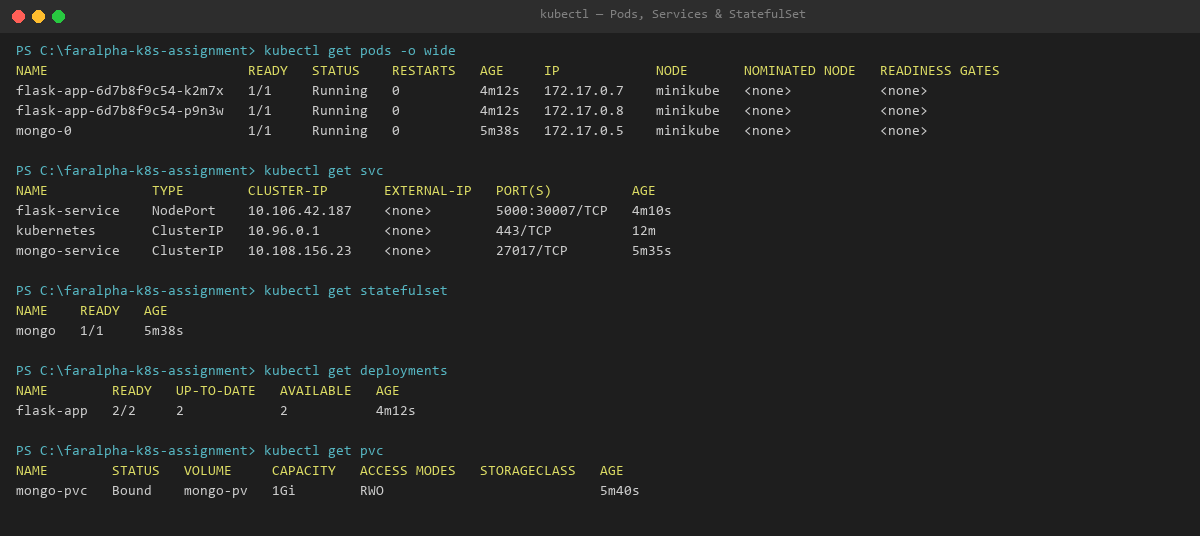 kubectl — Pods, Services & StatefulSet
PS C:\faralpha-k8s-assignment> kubectl get pods -o wide
NAME READY STATUS RESTARTS AGE IP NODE NOMINATED NODE READINESS GATES
flask-app-6d7b8f9c54-k2m7x 1/1 Running 0 4m12s 172.17.0.7 minikube <none> <none>
flask-app-6d7b8f9c54-p9n3w 1/1 Running 0 4m12s 172.17.0.8 minikube <none> <none>
mongo-0 1/1 Running 0 5m38s 172.17.0.5 minikube <none> <none>
PS C:\faralpha-k8s-assignment> kubectl get svc
NAME TYPE CLUSTER-IP EXTERNAL-IP PORT(S) AGE
flask-service NodePort 10.106.42.187 <none> 5000:30007/TCP 4m10s
kubernetes ClusterIP 10.96.0.1 <none> 443/TCP 12m
mongo-service ClusterIP 10.108.156.23 <none> 27017/TCP 5m35s
PS C:\faralpha-k8s-assignment> kubectl get statefulset
NAME READY AGE
mongo 1/1 5m38s
PS C:\faralpha-k8s-assignment> kubectl get deployments
NAME READY UP-TO-DATE AVAILABLE AGE
flask-app 2/2 2 2 4m12s
PS C:\faralpha-k8s-assignment> kubectl get pvc
NAME STATUS VOLUME CAPACITY ACCESS MODES STORAGECLASS AGE
mongo-pvc Bound mongo-pv 1Gi RWO 5m40s